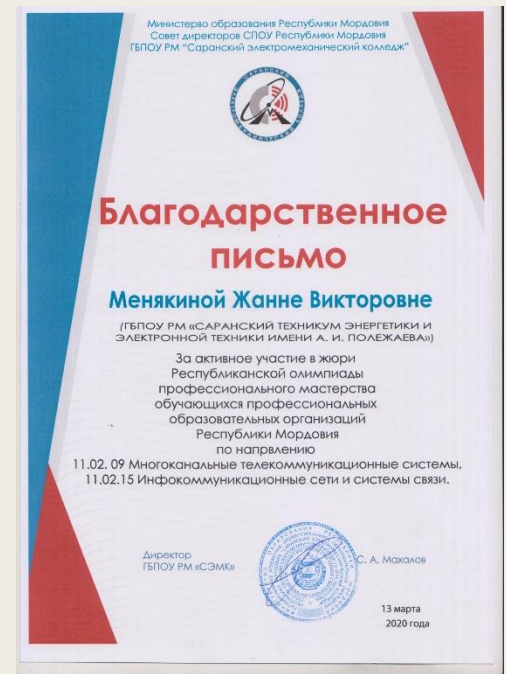 Министерво образования Республики Мордовия
Совет директоров СПОУ Республики Мордовия
ГБПОУ РМ "Саранский электромеханический колледж"
Благодарственное
письмо
Менякиной Жанне Викторовне
(ГБПОУ РМ «САРАНСКИЙ ТЕХНИКУМ ЭНЕРГЕТИКИ И
ЭЛЕКТРОННОЙ ТЕХНИКИ ИМЕНИ А. И. ПОЛЕЖАЕВА»)
За активное участие в жюри
Республиканской олимпиады
профессионального мастерства
обучающихся профессиональных
образовательных организаций
Республики Мордовия
по напрвлению
11.02. 09 Многоканальные телекоммуникационные системы,
11.02.15 Инфокоммуникационные сети и системы связи.
Директор
ГБПОУ РМ «СЭМК»
С. А. Махалов
13 марта
2020 года